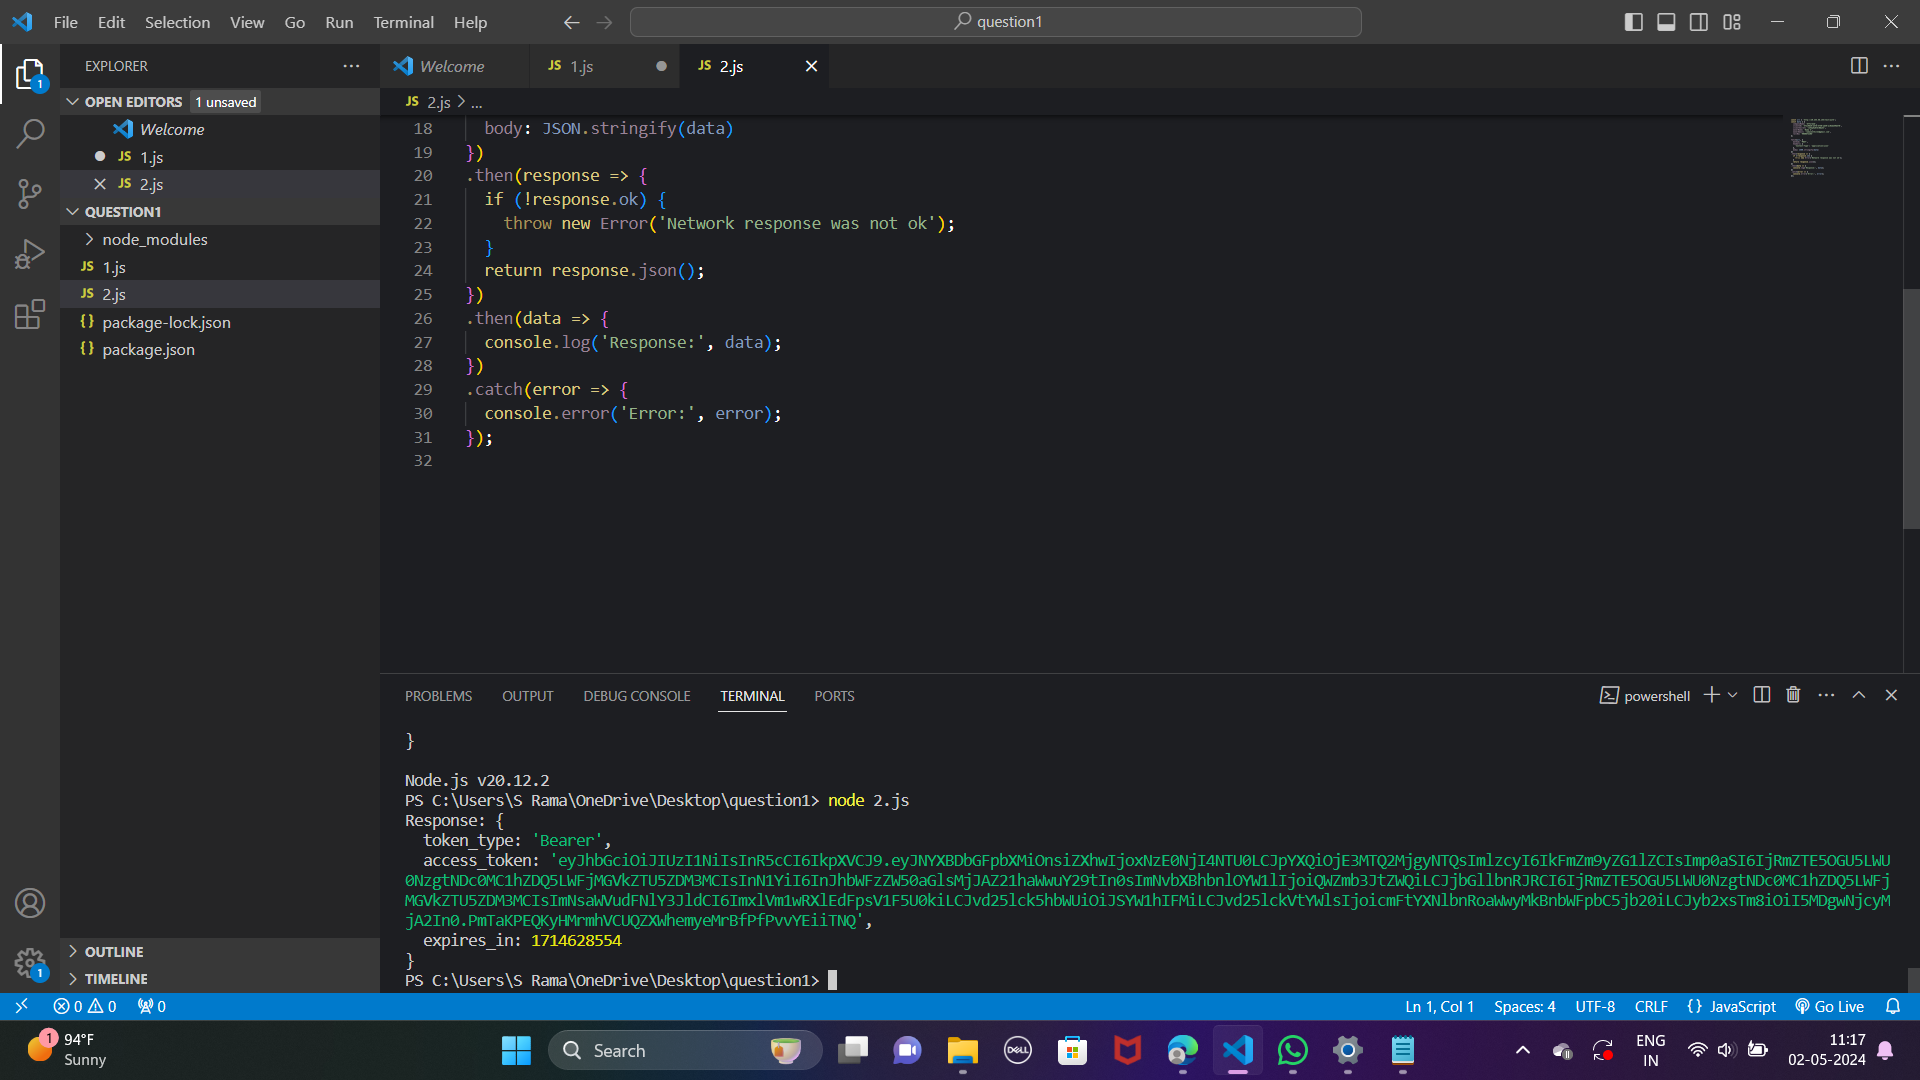 File Edit Selection View Go Run Terminal Help
question1
EXPLORER
Welcome
JS 1.js
JS 2.js
OPEN EDITORS 1 unsaved
Welcome
JS 1.js
JS 2.js
QUESTION1
node_modules
JS 1.js
JS 2.js
{} package-lock.json
{} package.json
OUTLINE
TIMELINE
JS 2.js > ...
18 body: JSON.stringify(data)
19 })
20 .then(response => {
21 if (!response.ok) {
22 throw new Error('Network response was not ok');
23 }
24 return response.json();
25 })
26 .then(data => {
27 console.log('Response:', data);
28 })
29 .catch(error => {
30 console.error('Error:', error);
31 });
32
PROBLEMS OUTPUT DEBUG CONSOLE TERMINAL PORTS
powershell
}
Node.js v20.12.2
PS C:\Users\S Rama\OneDrive\Desktop\question1> node 2.js
Response: {
token_type: 'Bearer',
access_token:
expires_in: 1714628554
}
PS C:\Users\S Rama\OneDrive\Desktop\question1>
0 0 0
Ln 1, Col 1 Spaces: 4 UTF-8 CRLF {} JavaScript Go Live
1
94°F
Sunny
Search
DELL
ENG
IN
11:17
02-05-2024